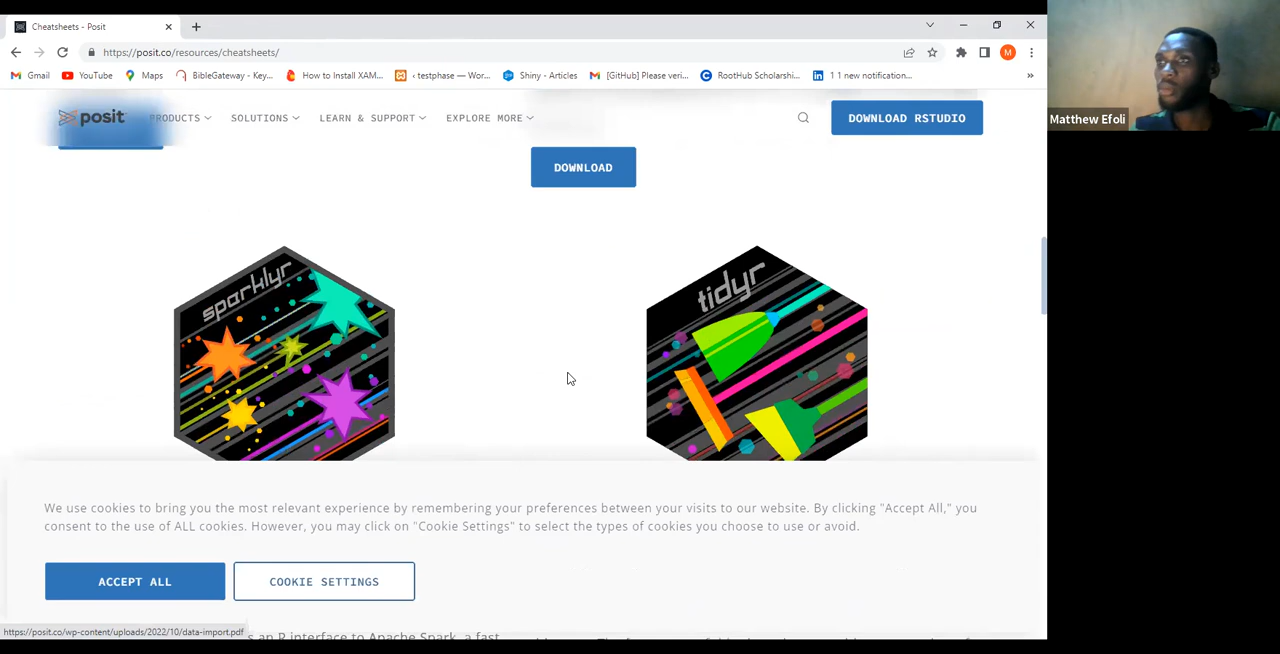 Cheatsheets - Posit
https://posit.co/resources/cheatsheets/
M
Gmail
YouTube
Maps
BibleGateway - Key...
How to Install XAM...
‹ testphase — Wor...
Shiny - Articles
[GitHub] Please veri...
RootHub Scholarshi...
1 1 new notification...
»
posit
PRODUCTS
SOLUTIONS
LEARN & SUPPORT
EXPLORE MORE
DOWNLOAD RSTUDIO
Matthew Efoli
DOWNLOAD
sparklyr
tidyr
We use cookies to bring you the most relevant experience by remembering your preferences between your visits to our website. By clicking "Accept All," you
consent to the use of ALL cookies. However, you may click on "Cookie Settings" to select the types of cookies you choose to use or avoid.
ACCEPT ALL
COOKIE SETTINGS
https://posit.co/wp-content/uploads/2022/10/data-import.pdf
s an R interface to Apache Spark, a fast